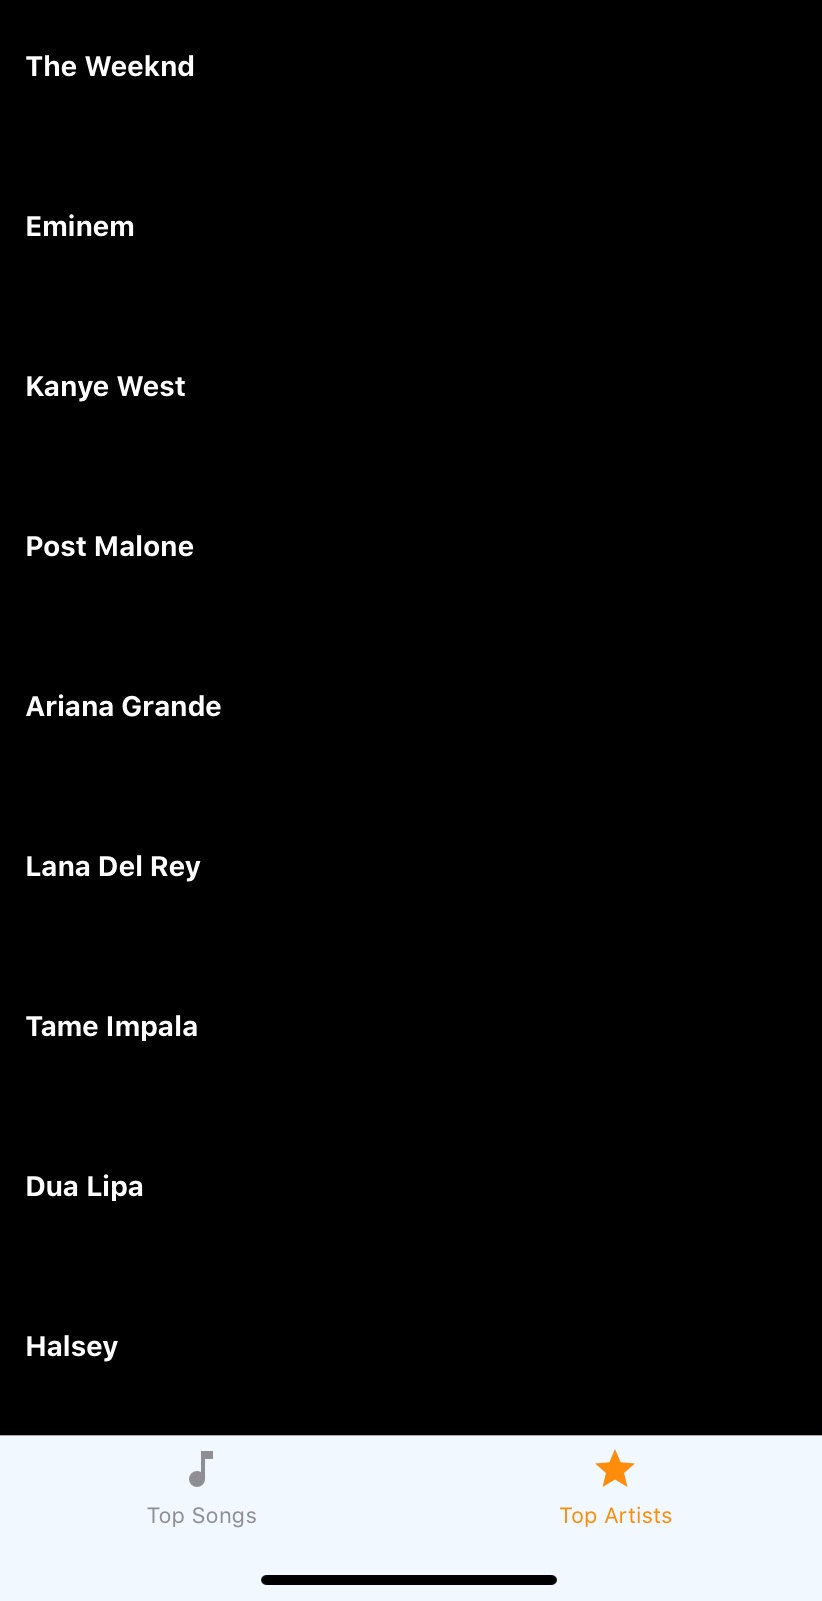 The Weeknd
Eminem
Kanye West
Post Malone
Ariana Grande
Lana Del Rey
Tame Impala
Dua Lipa
Halsey
Top Songs
Top Artists